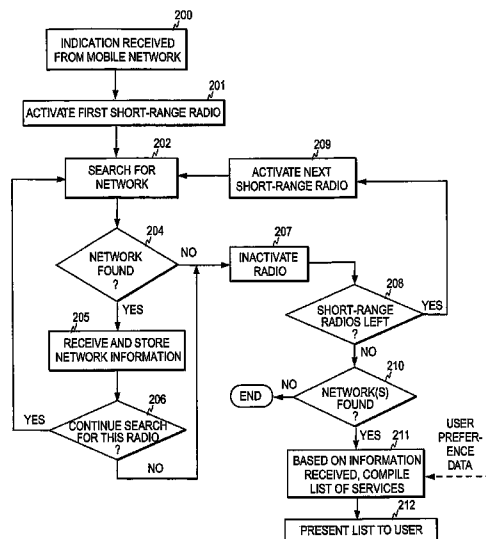 200
INDICATION RECEIVED
FROM MOBILE NETWORK
201
ACTIVATE FIRST SHORT-RANGE RADIO
202
SEARCH FOR
NETWORK
209
ACTIVATE NEXT
SHORT-RANGE RADIO
204
NETWORK
FOUND
?
NO
YES
207
INACTIVATE
RADIO
208
SHORT-RANGE
RADIOS LEFT
?
YES
NO
205
RECEIVE AND STORE
NETWORK INFORMATION
206
CONTINUE SEARCH
FOR THIS RADIO
?
YES
NO
210
NETWORK(S)
FOUND
?
NO
END
YES
211
BASED ON INFORMATION
RECEIVED, COMPILE
LIST OF SERVICES
USER
PREFER-
ENCE
DATA
212
PRESENT LIST TO USER